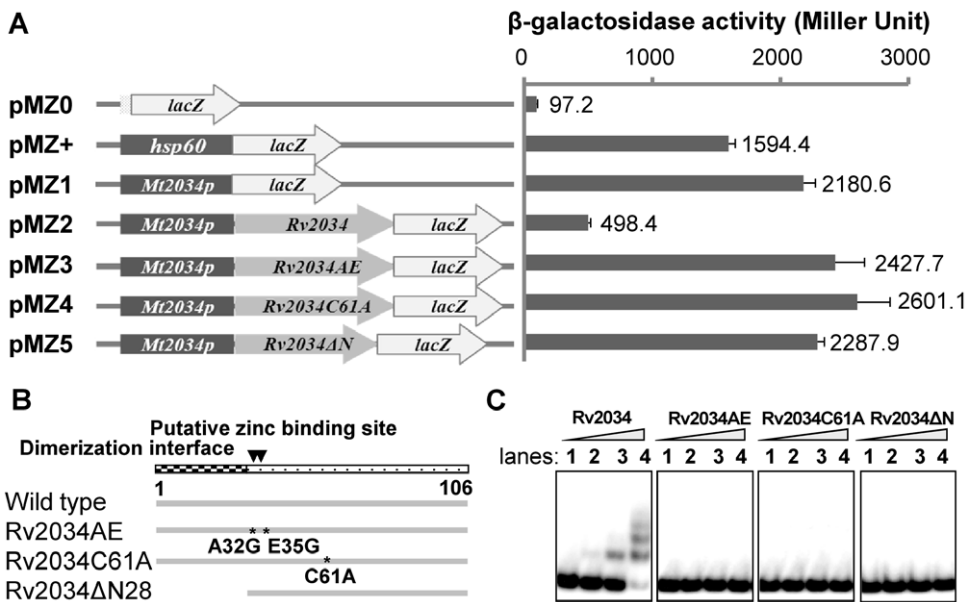 A
β-galactosidase activity (Miller Unit)
0 1000 2000 3000
pMZ0 lacZ 97.2
pMZ+ hsp60 lacZ 1594.4
pMZ1 Mt2034p lacZ 2180.6
pMZ2 Mt2034p Rv2034 lacZ 498.4
pMZ3 Mt2034p Rv2034AE lacZ 2427.7
pMZ4 Mt2034p Rv2034C61A lacZ 2601.1
pMZ5 Mt2034p Rv2034ΔN lacZ 2287.9
B
Putative zinc binding site
Dimerization interface
1 106
Wild type
Rv2034AE * *
A32G E35G
Rv2034C61A *
C61A
Rv2034ΔN28
C
Rv2034 Rv2034AE Rv2034C61A Rv2034ΔN
lanes: 1 2 3 4 1 2 3 4 1 2 3 4 1 2 3 4